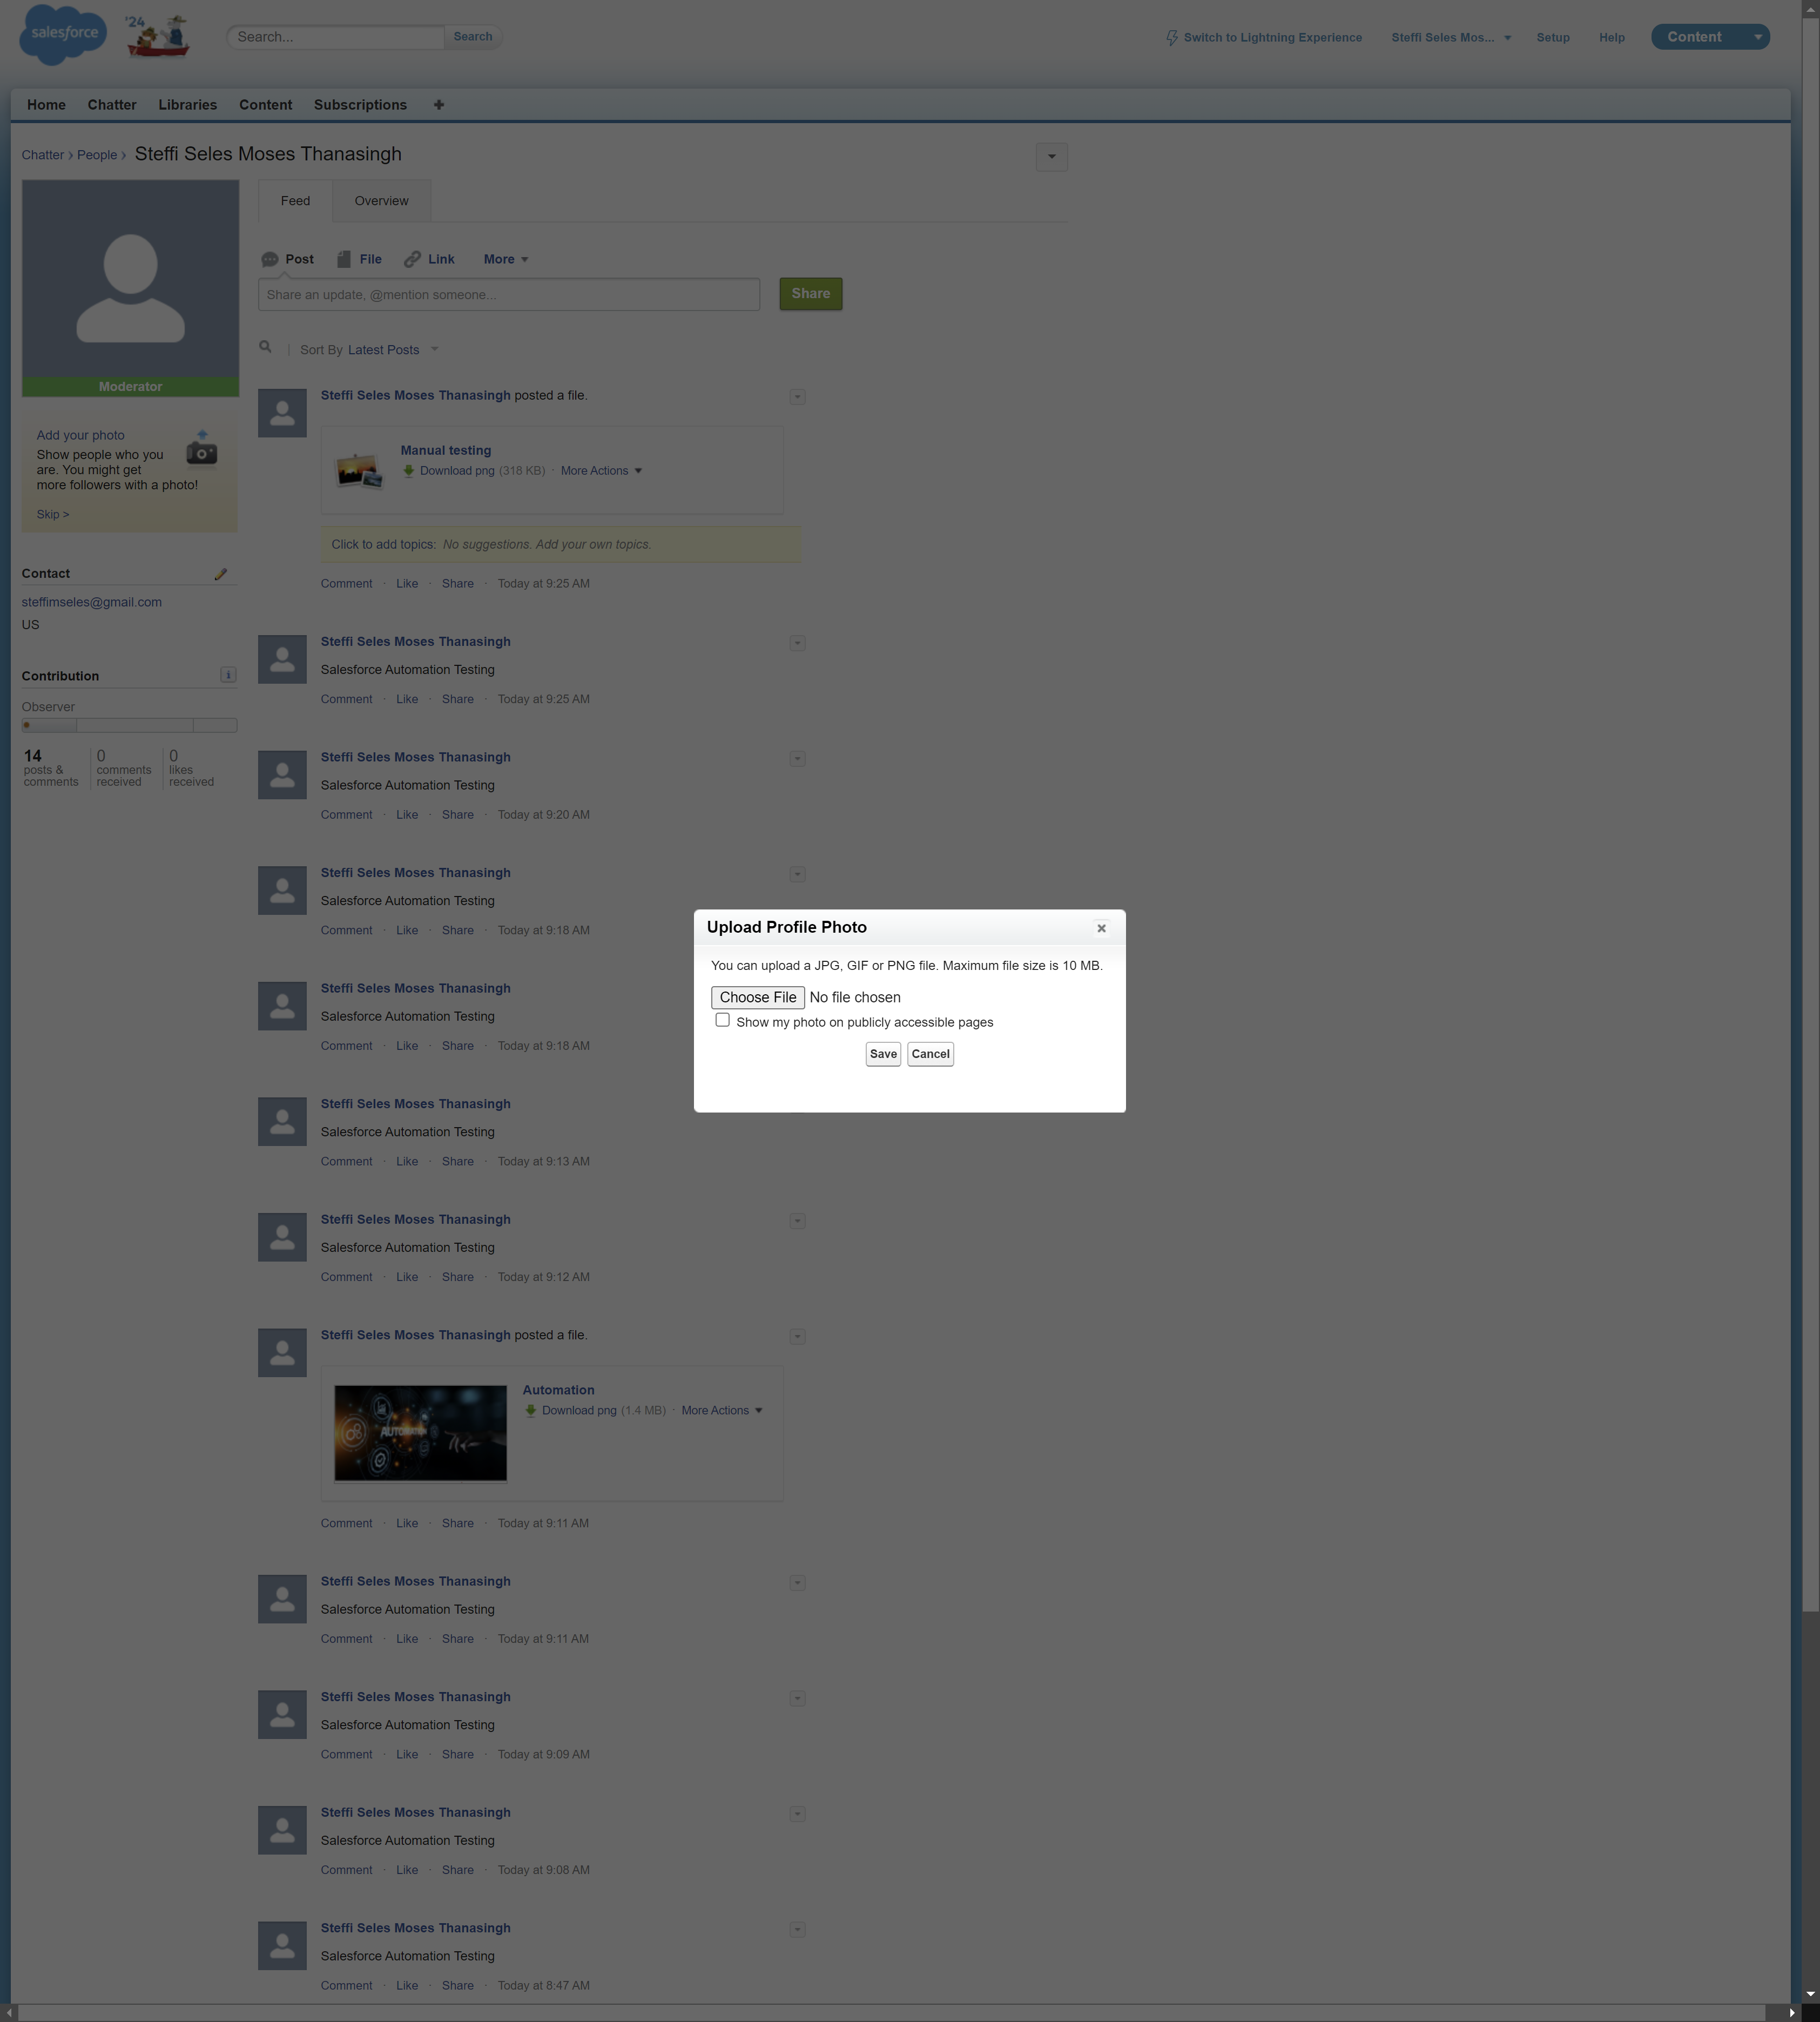 salesforce
'24
Search...
Search
Switch to Lightning Experience
Steffi Seles Mos...
Setup
Help
Content
Home
Chatter
Libraries
Content
Subscriptions
+
Chatter › People › Steffi Seles Moses Thanasingh
Feed
Overview
Post
File
Link
More
Share an update, @mention someone...
Share
Sort By Latest Posts
Moderator
Add your photo
Show people who you
are. You might get
more followers with a photo!
Skip >
Contact
steffimseles@gmail.com
US
Contribution
i
Observer
14
posts &
comments
0
comments
received
0
likes
received
Steffi Seles Moses Thanasingh posted a file.
Manual testing
Download png (318 KB) · More Actions
Click to add topics: No suggestions. Add your own topics.
Comment · Like · Share · Today at 9:25 AM
Steffi Seles Moses Thanasingh
Salesforce Automation Testing
Comment · Like · Share · Today at 9:25 AM
Steffi Seles Moses Thanasingh
Salesforce Automation Testing
Comment · Like · Share · Today at 9:20 AM
Steffi Seles Moses Thanasingh
Salesforce Automation Testing
Comment · Like · Share · Today at 9:18 AM
Steffi Seles Moses Thanasingh
Salesforce Automation Testing
Comment · Like · Share · Today at 9:18 AM
Steffi Seles Moses Thanasingh
Salesforce Automation Testing
Comment · Like · Share · Today at 9:13 AM
Steffi Seles Moses Thanasingh
Salesforce Automation Testing
Comment · Like · Share · Today at 9:12 AM
Steffi Seles Moses Thanasingh posted a file.
AUTOMATION
Automation
Download png (1.4 MB) · More Actions
Comment · Like · Share · Today at 9:11 AM
Steffi Seles Moses Thanasingh
Salesforce Automation Testing
Comment · Like · Share · Today at 9:11 AM
Steffi Seles Moses Thanasingh
Salesforce Automation Testing
Comment · Like · Share · Today at 9:09 AM
Steffi Seles Moses Thanasingh
Salesforce Automation Testing
Comment · Like · Share · Today at 9:08 AM
Steffi Seles Moses Thanasingh
Salesforce Automation Testing
Comment · Like · Share · Today at 8:47 AM
Upload Profile Photo
You can upload a JPG, GIF or PNG file. Maximum file size is 10 MB.
Choose File No file chosen
Show my photo on publicly accessible pages
Save
Cancel